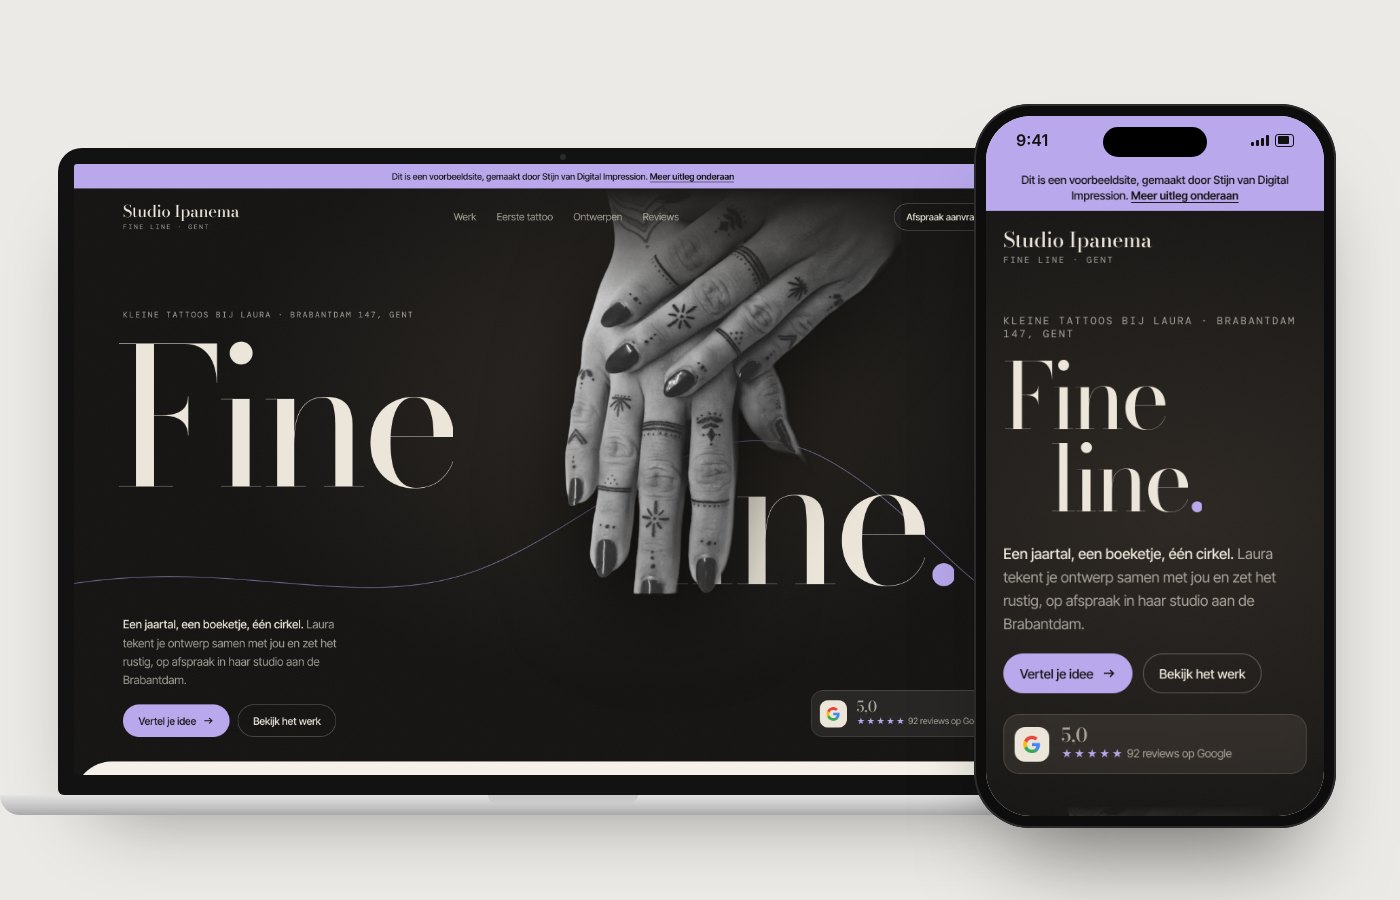 Dit is een voorbeeldsite, gemaakt door Stijn van Digital Impression. Meer uitleg onderaan
Studio Ipanema
FINE LINE · GENT
Werk Eerste tattoo Ontwerpen Reviews
Afspraak
KLEINE TATTOOS BIJ LAURA · BRABANTDAM 147, GENT
Fine
ne.
Een jaartal, een boeketje, één cirkel. Laura
tekent je ontwerp samen met jou en zet het
rustig, op afspraak in haar studio aan de
Brabantdam.
Vertel je idee →
Bekijk het werk
G
5.0
★★★★★ 92 reviews op
9:41
Dit is een voorbeeldsite, gemaakt door Stijn van Digital
Impression. Meer uitleg onderaan
Studio Ipanema
FINE LINE · GENT
KLEINE TATTOOS BIJ LAURA · BRABANTDAM
147, GENT
Fine
line.
Een jaartal, een boeketje, één cirkel. Laura
tekent je ontwerp samen met jou en zet het
rustig, op afspraak in haar studio aan de
Brabantdam.
Vertel je idee →
Bekijk het werk
G
5.0
★★★★★ 92 reviews op Google